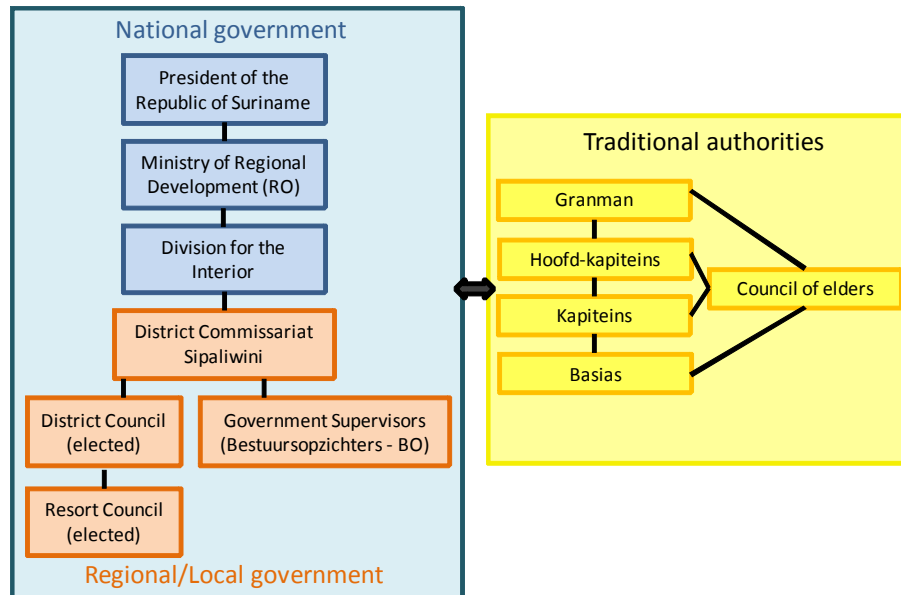 National government
President of the
Republic of Suriname
Ministry of Regional
Development (RO)
Division for the
Interior
District Commissariat
Sipaliwini
District Council
(elected)
Government Supervisors
(Bestuursopzichters - BO)
Resort Council
(elected)
Regional/Local government
Traditional authorities
Granman
Hoofd-kapiteins
Kapiteins
Basias
Council of elders